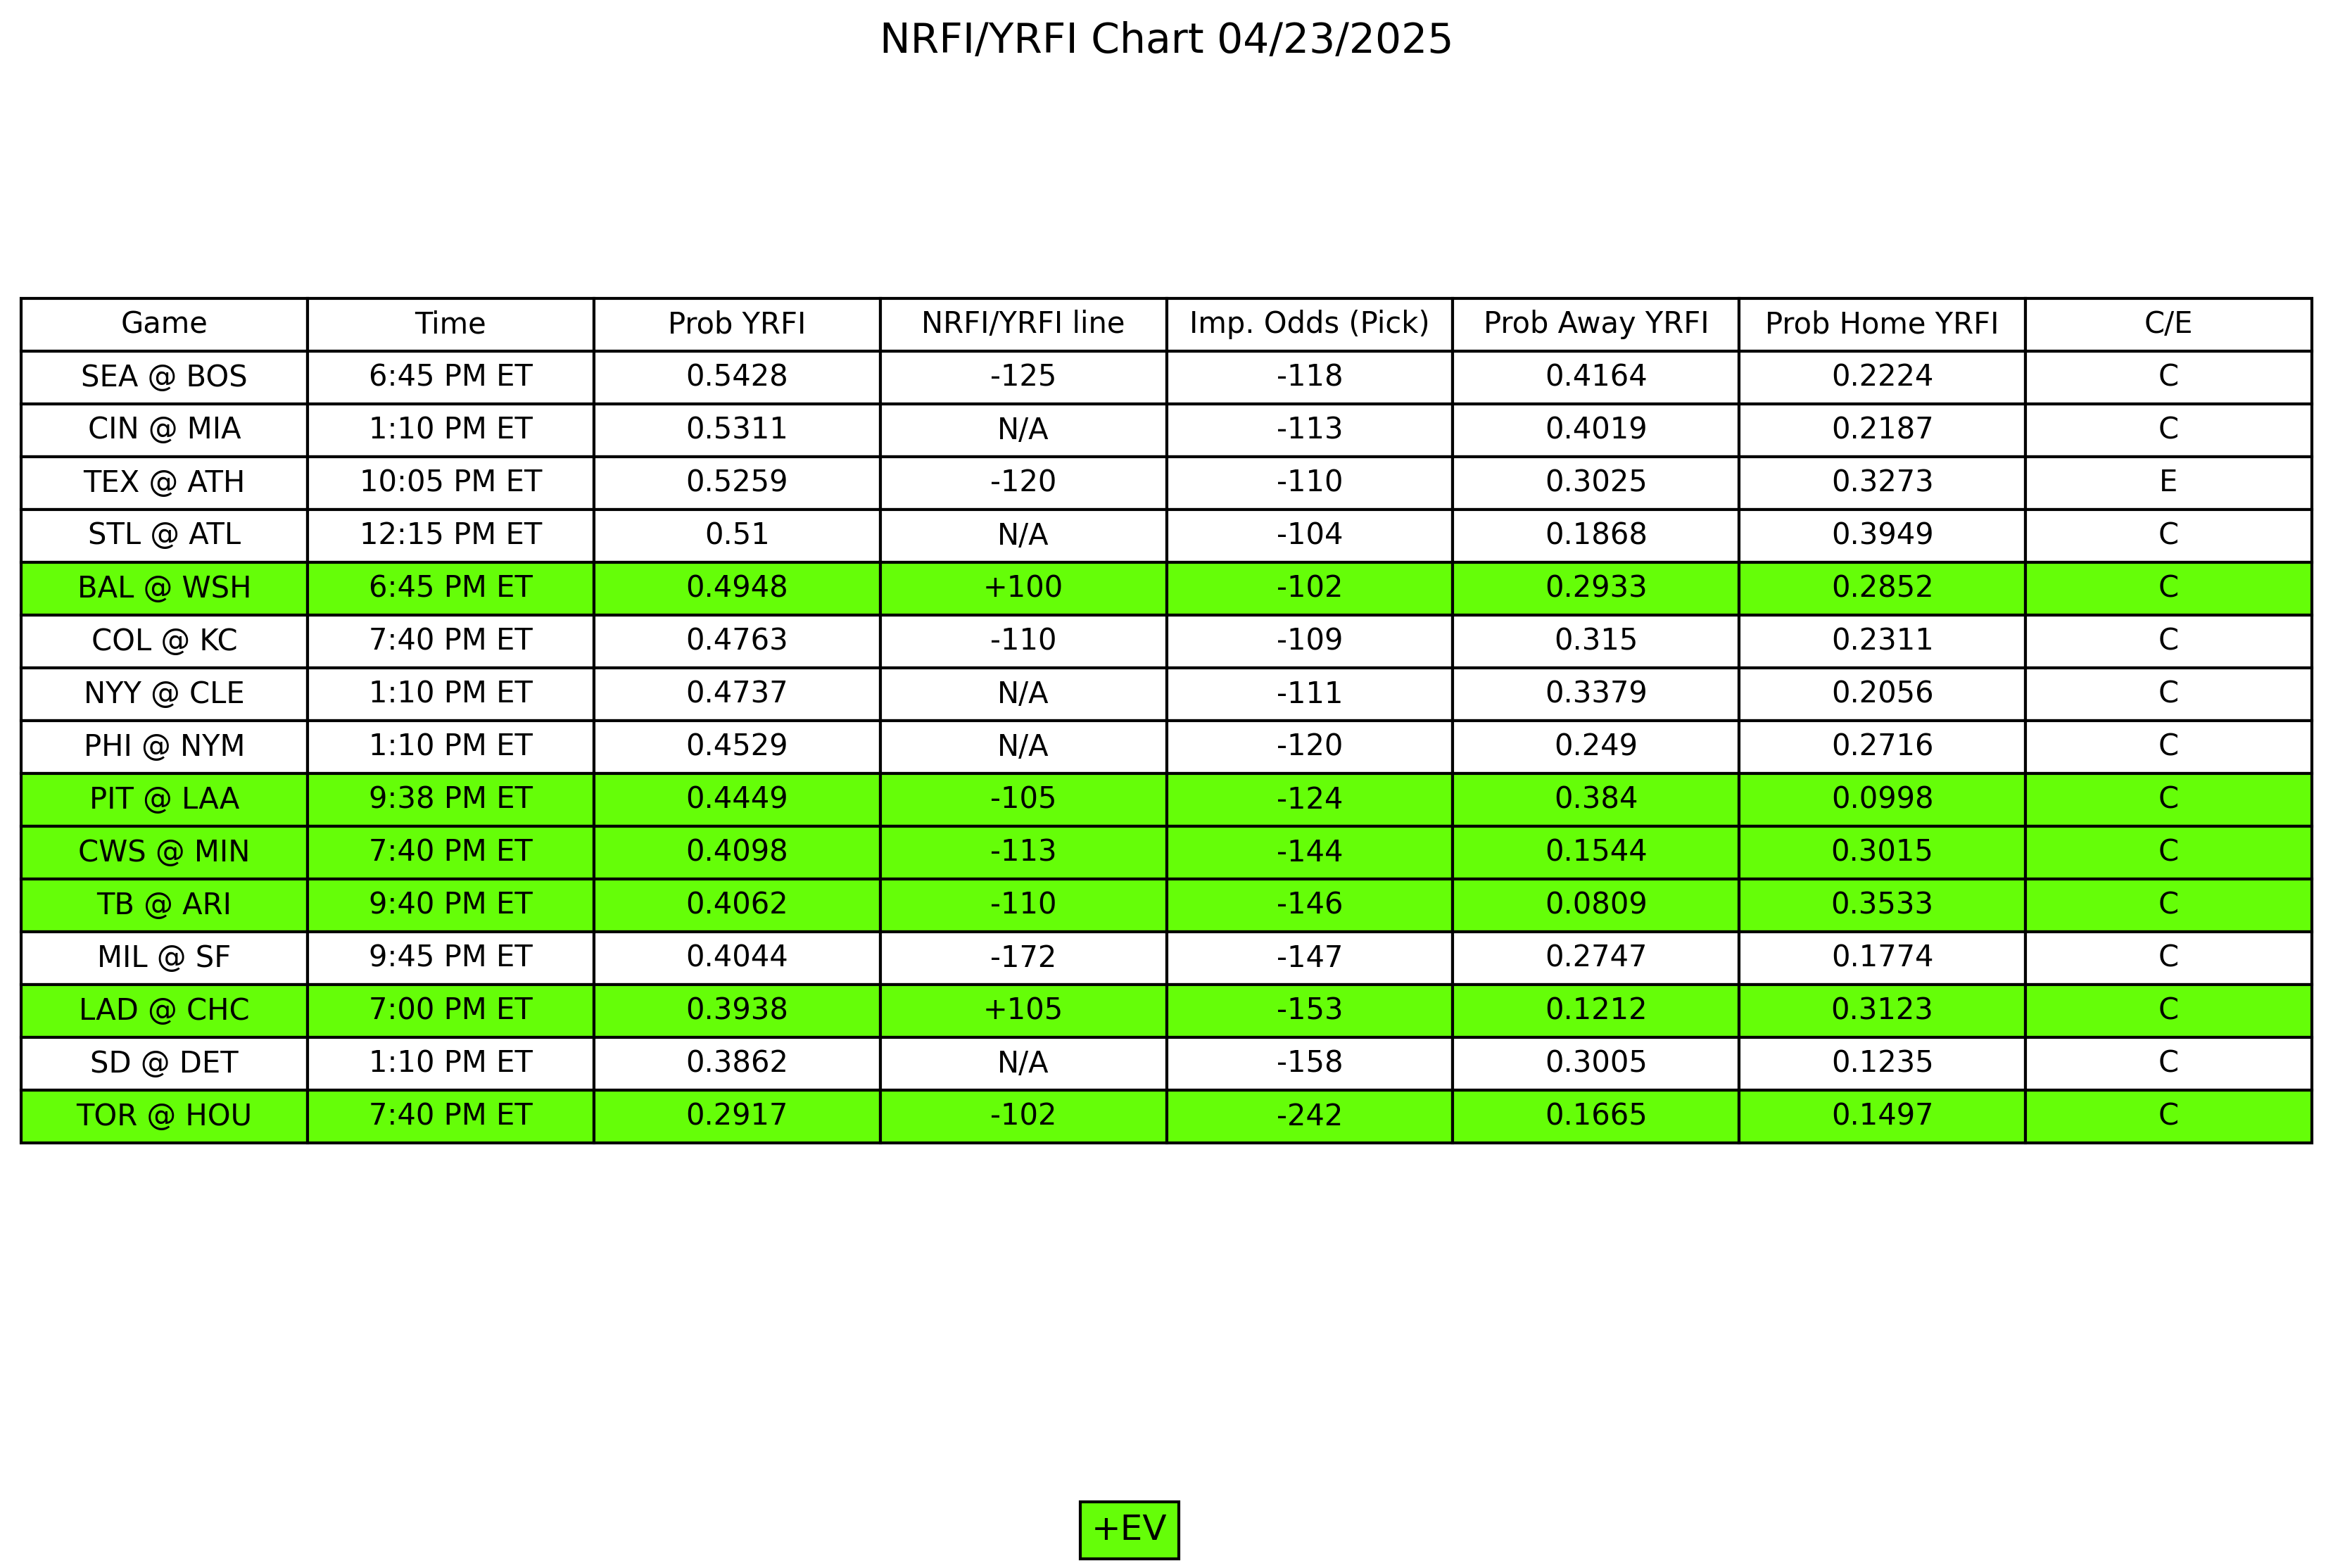 NRFI/YRFI Chart 04/23/2025
Game Time Prob YRFI NRFI/YRFI line Imp. Odds (Pick) Prob Away YRFI Prob Home YRFI C/E
SEA @ BOS 6:45 PM ET 0.5428 -125 -118 0.4164 0.2224 C
CIN @ MIA 1:10 PM ET 0.5311 N/A -113 0.4019 0.2187 C
TEX @ ATH 10:05 PM ET 0.5259 -120 -110 0.3025 0.3273 E
STL @ ATL 12:15 PM ET 0.51 N/A -104 0.1868 0.3949 C
BAL @ WSH 6:45 PM ET 0.4948 +100 -102 0.2933 0.2852 C
COL @ KC 7:40 PM ET 0.4763 -110 -109 0.315 0.2311 C
NYY @ CLE 1:10 PM ET 0.4737 N/A -111 0.3379 0.2056 C
PHI @ NYM 1:10 PM ET 0.4529 N/A -120 0.249 0.2716 C
PIT @ LAA 9:38 PM ET 0.4449 -105 -124 0.384 0.0998 C
CWS @ MIN 7:40 PM ET 0.4098 -113 -144 0.1544 0.3015 C
TB @ ARI 9:40 PM ET 0.4062 -110 -146 0.0809 0.3533 C
MIL @ SF 9:45 PM ET 0.4044 -172 -147 0.2747 0.1774 C
LAD @ CHC 7:00 PM ET 0.3938 +105 -153 0.1212 0.3123 C
SD @ DET 1:10 PM ET 0.3862 N/A -158 0.3005 0.1235 C
TOR @ HOU 7:40 PM ET 0.2917 -102 -242 0.1665 0.1497 C
+EV